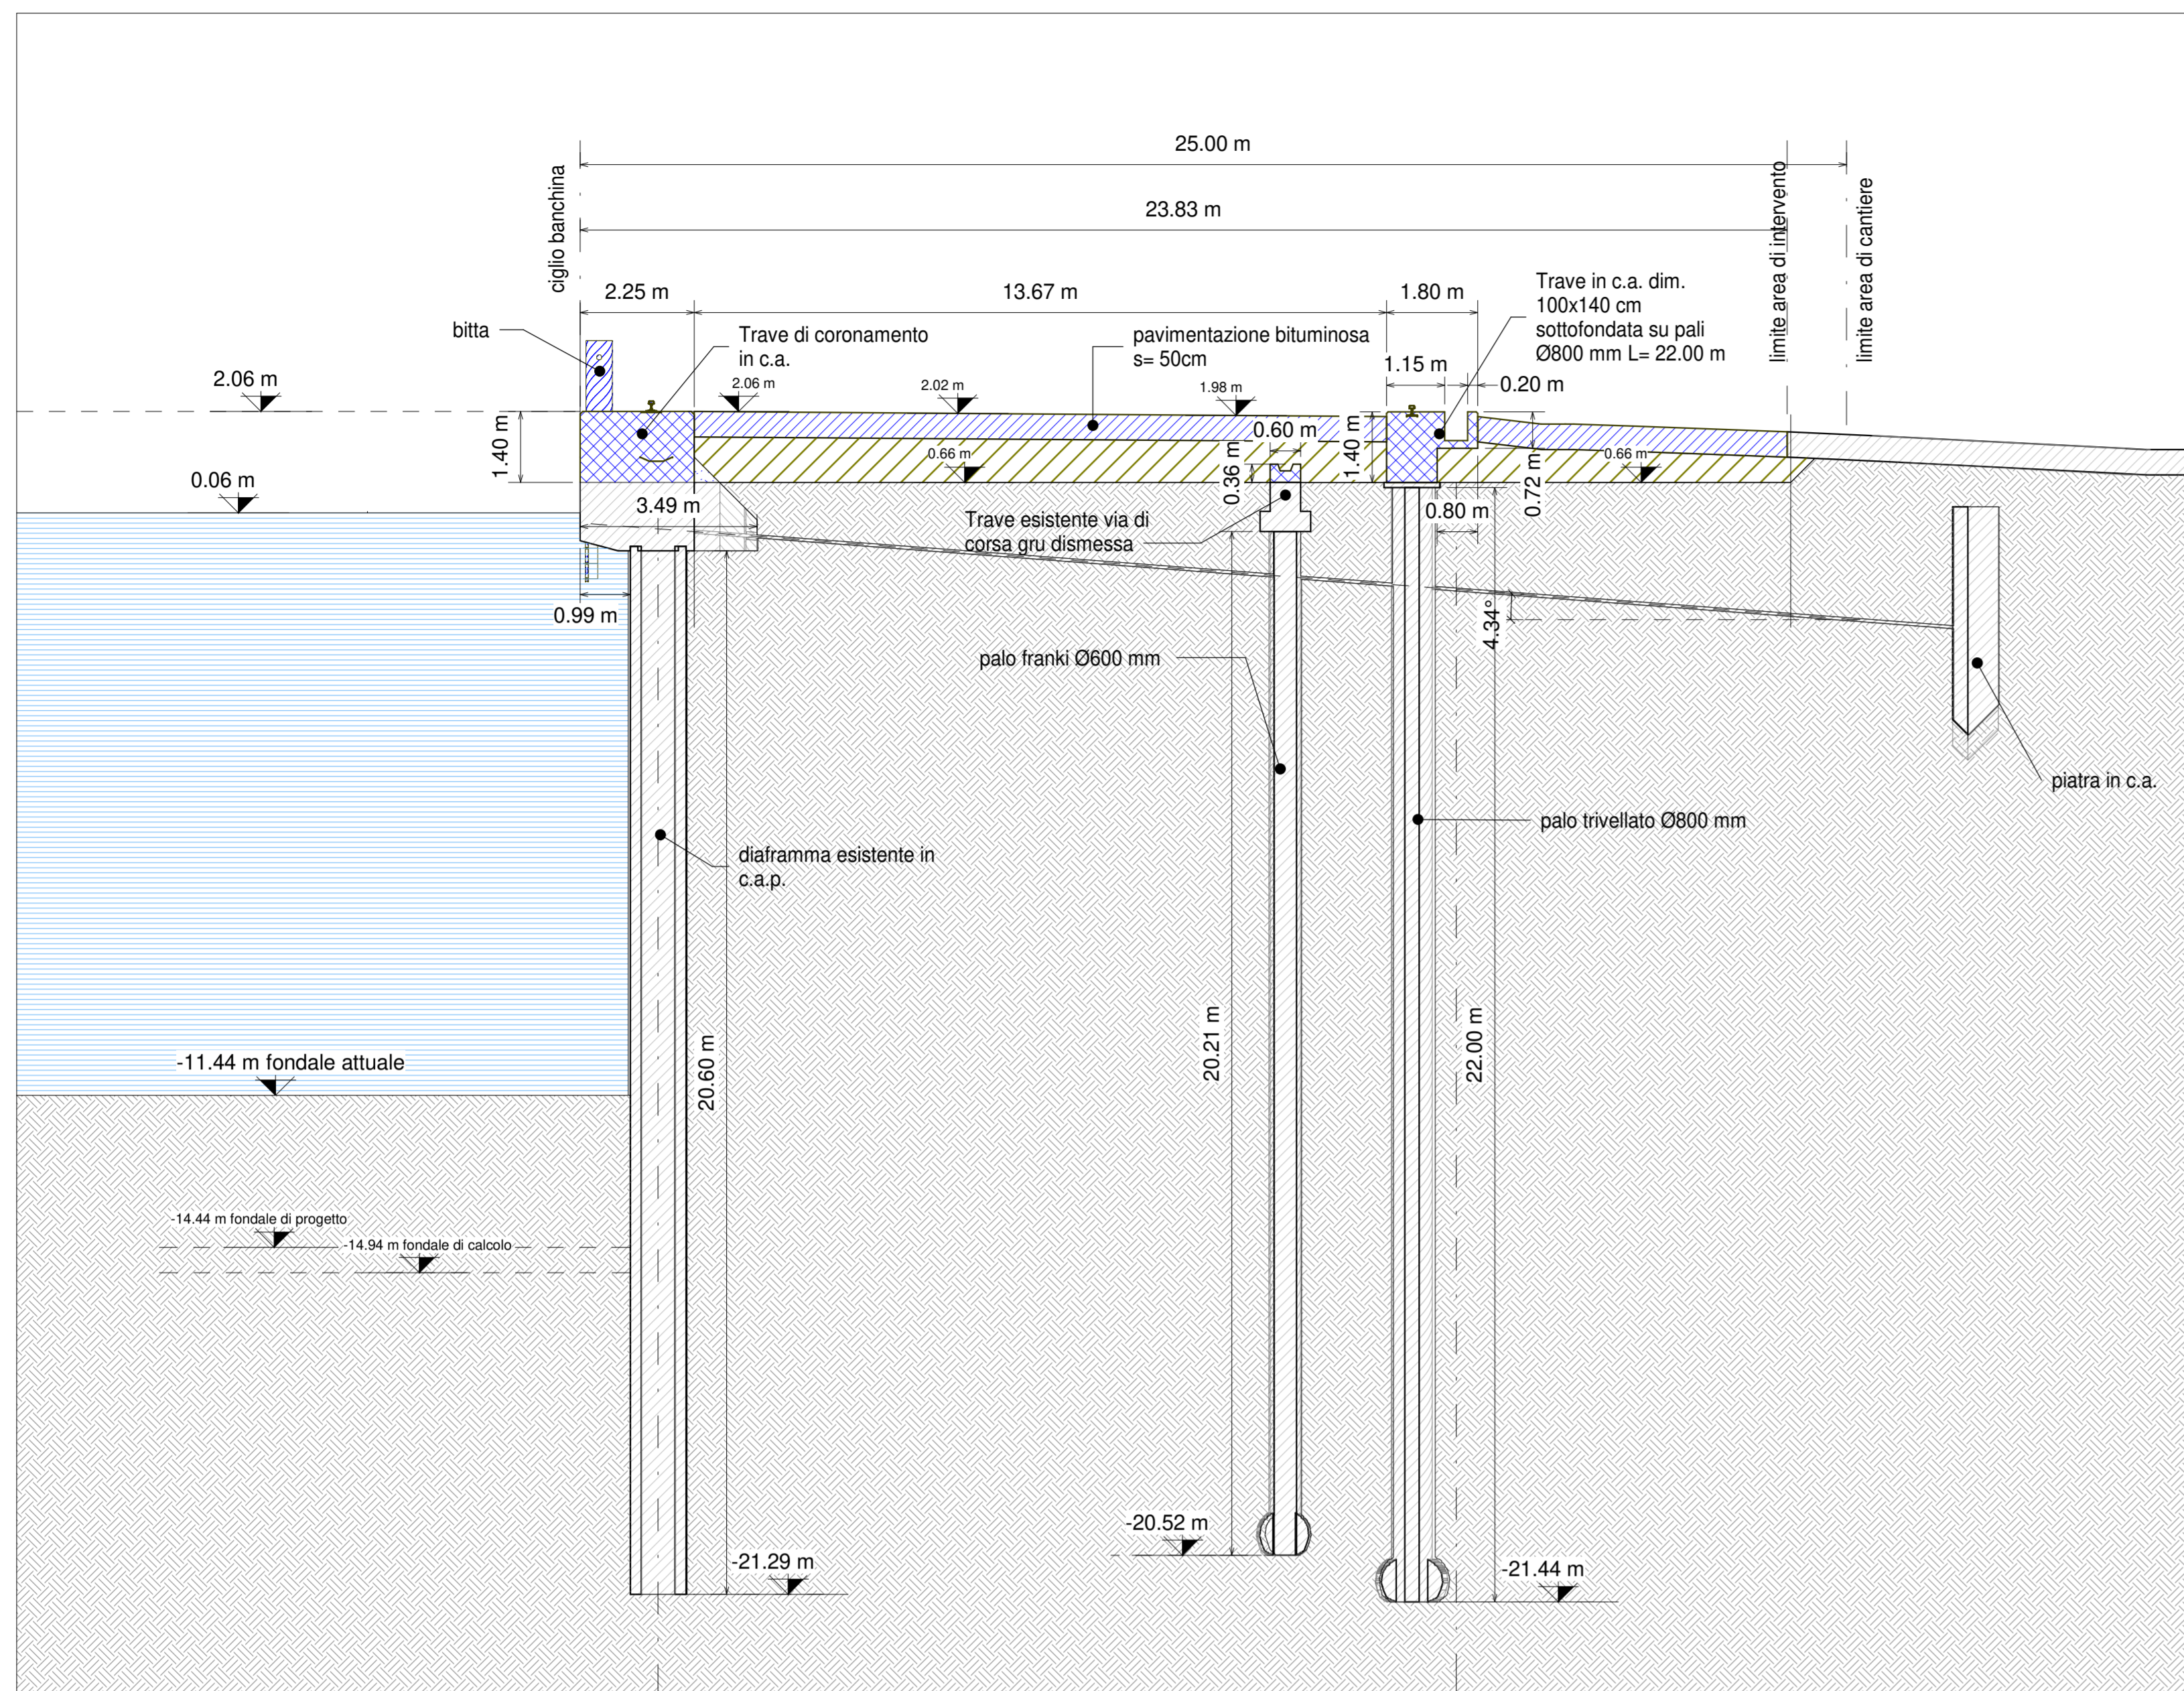 25.00 m
23.83 m
ciglio banchina
limite area di intervento
limite area di cantiere
2.25 m
13.67 m
1.80 m
Trave in c.a. dim.
100x140 cm
sottofondata su pali
Ø800 mm L= 22.00 m
bitta
Trave di coronamento
in c.a.
pavimentazione bituminosa
s= 50cm
1.15 m
0.20 m
2.06 m
2.06 m
2.02 m
1.98 m
1.40 m
0.60 m
1.40 m
0.36 m
0.66 m
0.66 m
0.72 m
0.06 m
3.49 m
Trave esistente via di
corsa gru dismessa
0.80 m
0.99 m
4.34°
palo franki Ø600 mm
piatra in c.a.
palo trivellato Ø800 mm
diaframma esistente in
c.a.p.
20.60 m
20.21 m
22.00 m
-11.44 m fondale attuale
-14.44 m fondale di progetto
-14.94 m fondale di calcolo
-20.52 m
-21.29 m
-21.44 m